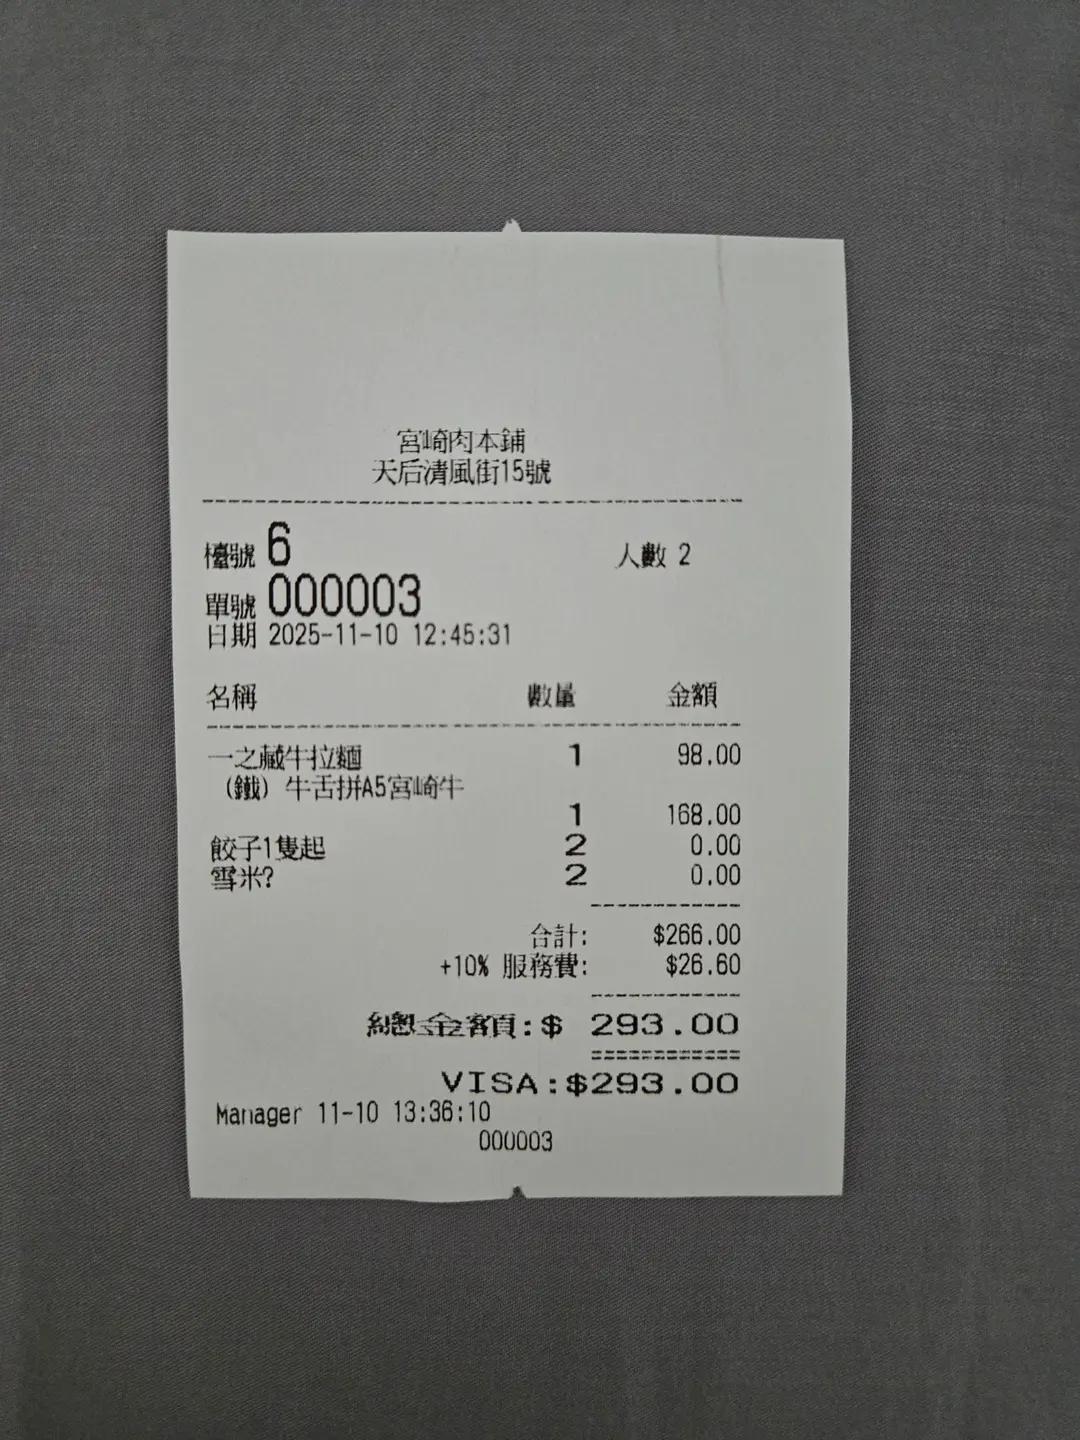 宮崎肉本鋪
天后清風街15號
檯號 6 人數 2
單號 000003
日期 2025-11-10 12:45:31
名稱 數量 金額
一之藏牛拉麵 1 98.00
(鐵) 牛舌拼A5宮崎牛
1 168.00
餃子1隻起 2 0.00
雪米? 2 0.00
合計: $266.00
+10% 服務費: $26.60
總金額:$ 293.00
VISA:$293.00
Manager 11-10 13:36:10
000003